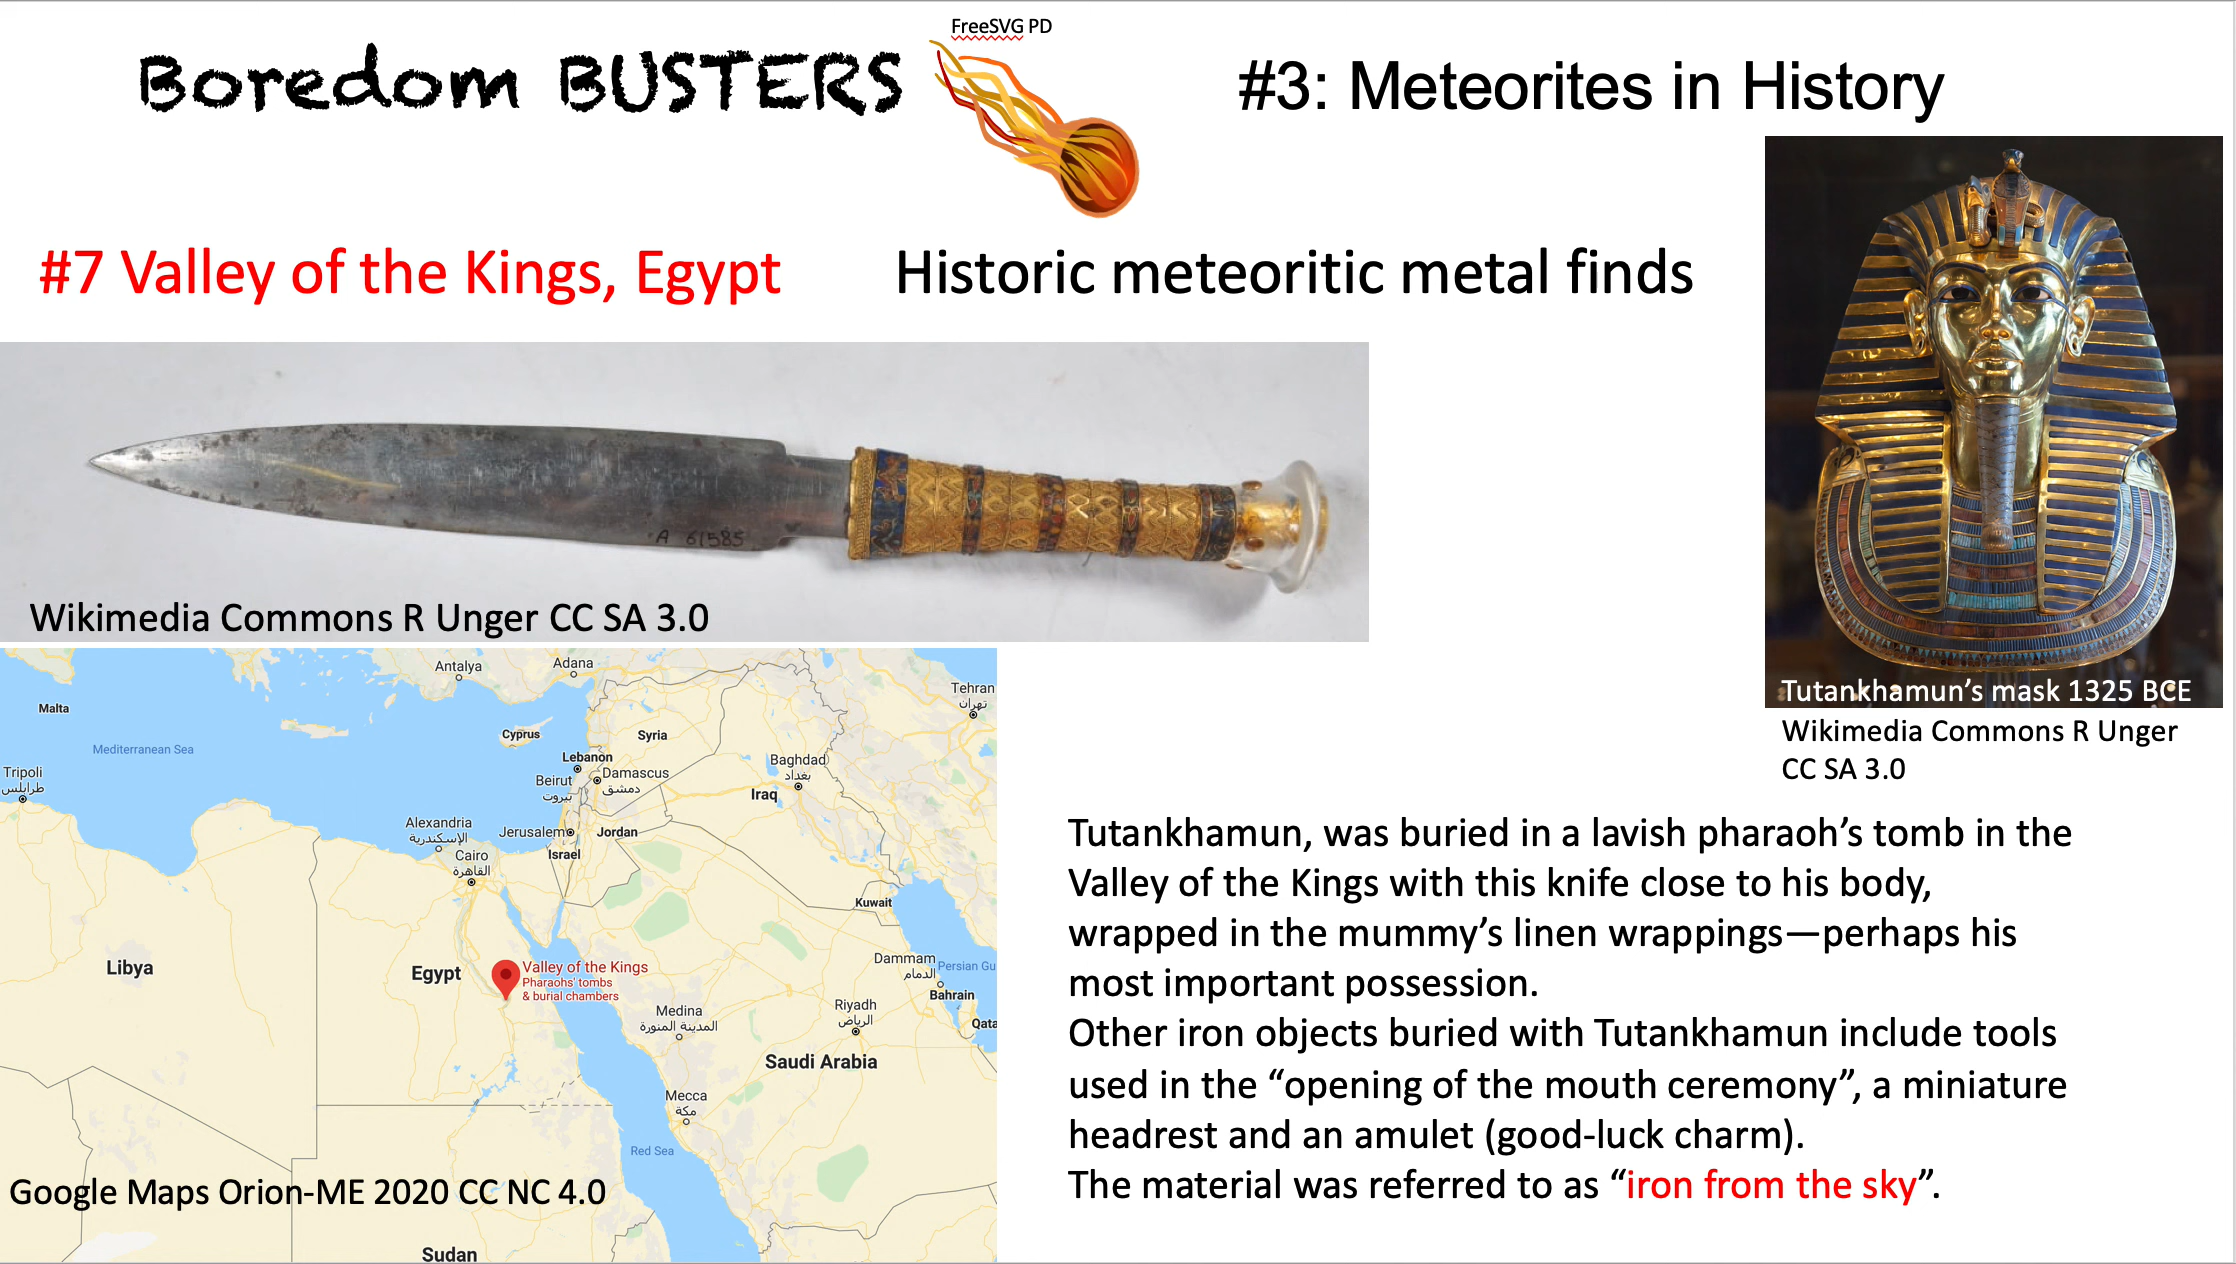 FreeSVG PD
Boredom BUSTERS
#3: Meteorites in History
#7 Valley of the Kings, Egypt
Historic meteoritic metal finds
A 61585
Wikimedia Commons R Unger CC SA 3.0
Tutankhamun’s mask 1325 BCE
Wikimedia Commons R Unger
CC SA 3.0
Antalya
Adana
Tehran
تهران
Malta
Mediterranean Sea
Cyprus
Syria
Lebanon
Beirut
بيروت
Damascus
دمشق
Baghdad
بغداد
Iraq
Tripoli
طرابلس
Alexandria
الإسكندرية
Jerusalem
Jordan
Israel
Cairo
القاهرة
Kuwait
Libya
Egypt
Valley of the Kings
Pharaohs' tombs
& burial chambers
Dammam
الدمام
Persian Gu
Bahrain
Medina
المدينة المنورة
Riyadh
الرياض
Qata
Saudi Arabia
Mecca
مكة
Red Sea
Google Maps Orion-ME 2020 CC NC 4.0
Sudan
Tutankhamun, was buried in a lavish pharaoh’s tomb in the
Valley of the Kings with this knife close to his body,
wrapped in the mummy’s linen wrappings—perhaps his
most important possession.
Other iron objects buried with Tutankhamun include tools
used in the “opening of the mouth ceremony”, a miniature
headrest and an amulet (good-luck charm).
The material was referred to as “iron from the sky”.